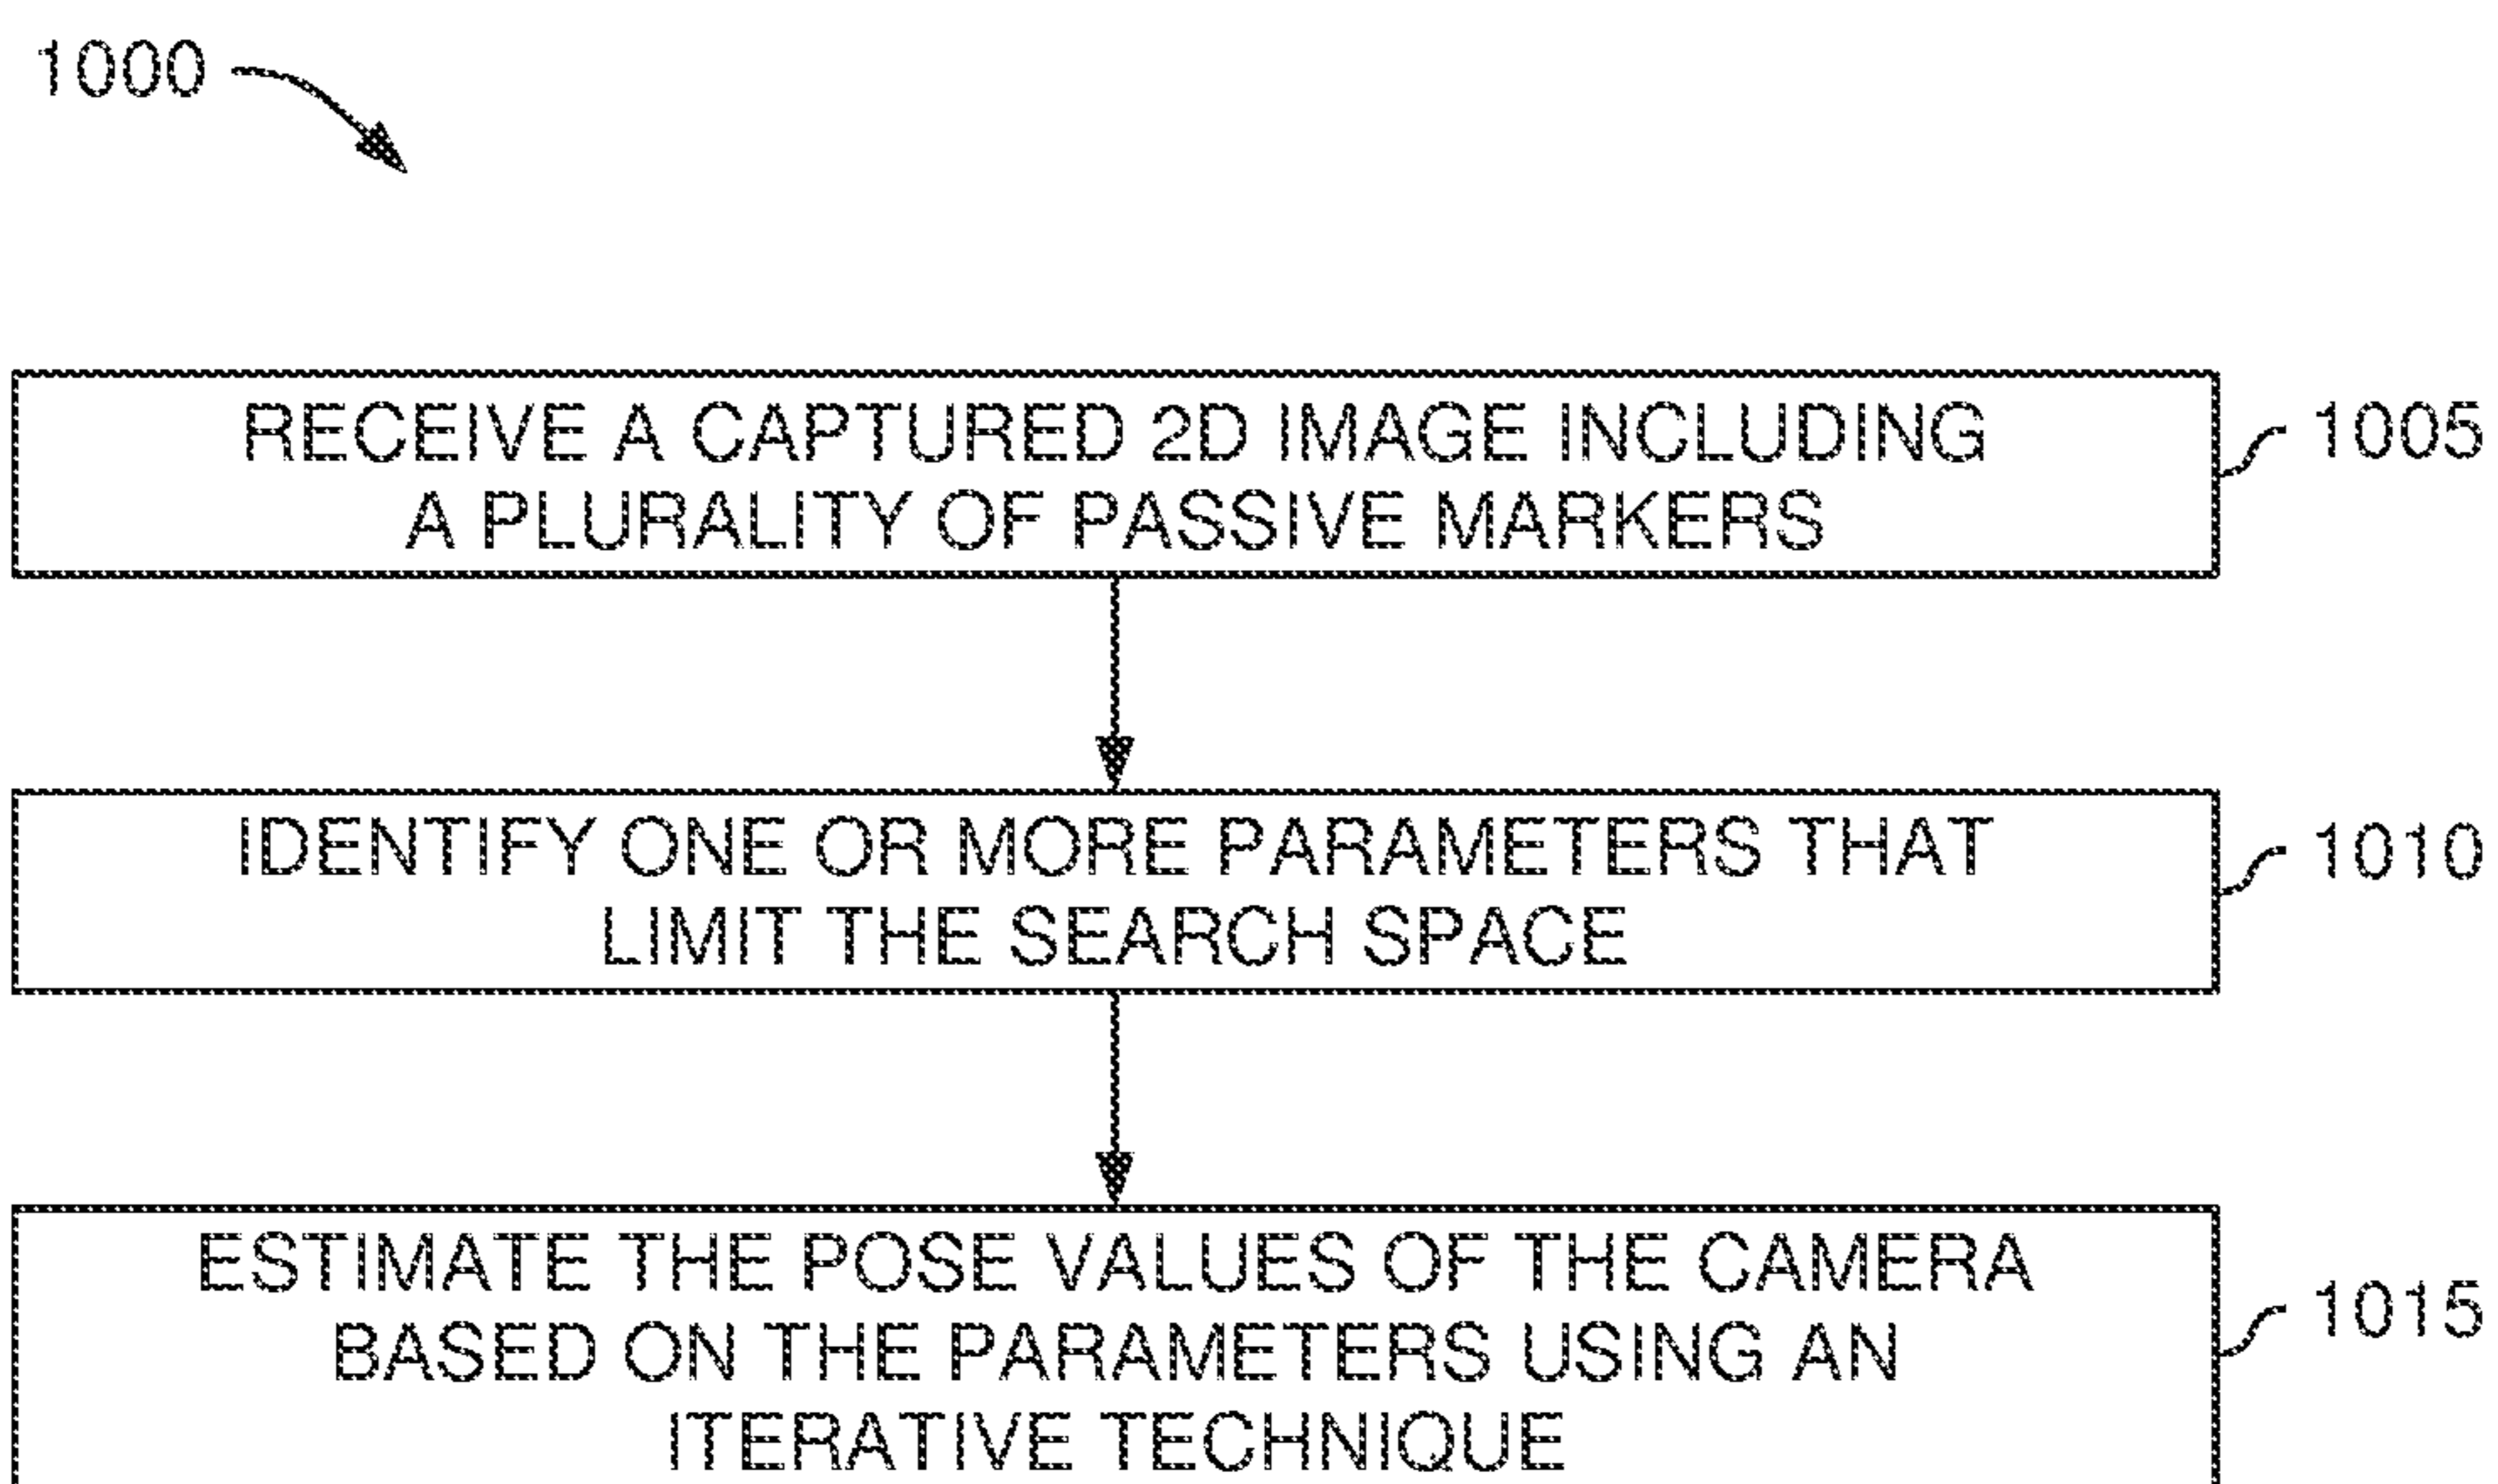 1000
RECEIVE A CAPTURED 2D IMAGE INCLUDING
A PLURALITY OF PASSIVE MARKERS
1005
IDENTIFY ONE OR MORE PARAMETERS THAT
LIMIT THE SEARCH SPACE
1010
ESTIMATE THE POSE VALUES OF THE CAMERA
BASED ON THE PARAMETERS USING AN
ITERATIVE TECHNIQUE
1015